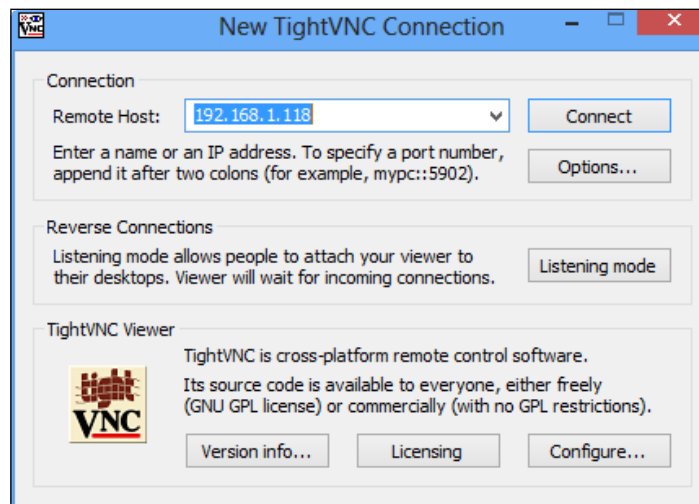 VNC
New TightVNC Connection
Connection
Remote Host: 192.168.1.118 Connect
Enter a name or an IP address. To specify a port number,
append it after two colons (for example, mypc::5902).
Options...
Reverse Connections
Listening mode allows people to attach your viewer to
their desktops. Viewer will wait for incoming connections.
Listening mode
TightVNC Viewer
tight
VNC
TightVNC is cross-platform remote control software.
Its source code is available to everyone, either freely
(GNU GPL license) or commercially (with no GPL restrictions).
Version info... Licensing Configure...